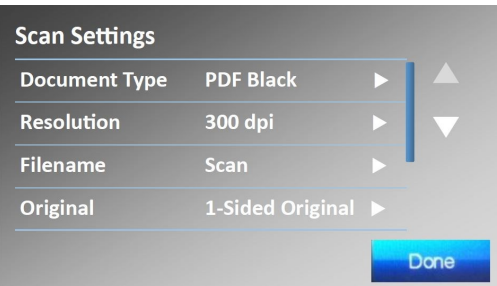 Scan Settings
Document Type PDF Black
Resolution 300 dpi
Filename Scan
Original 1-Sided Original
Done